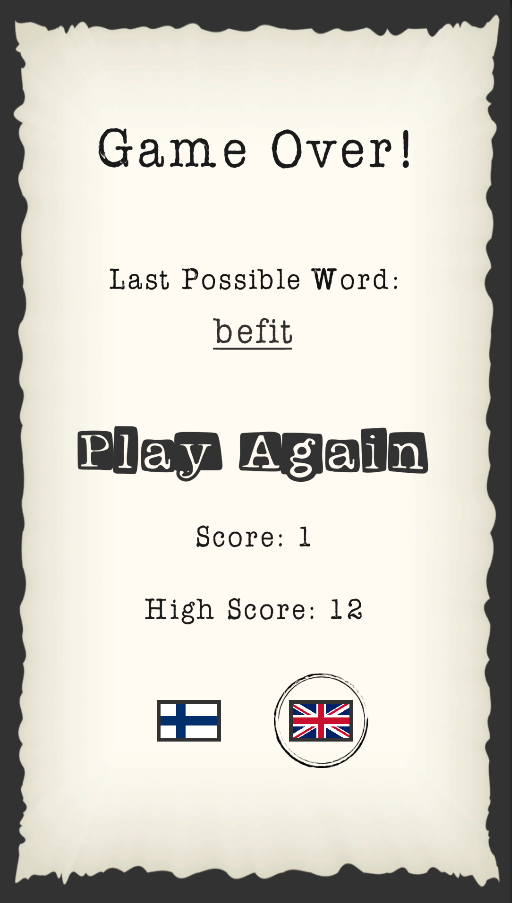 Game Over!
Last Possible Word:
befit
Play Again
Score: 1
High Score: 12